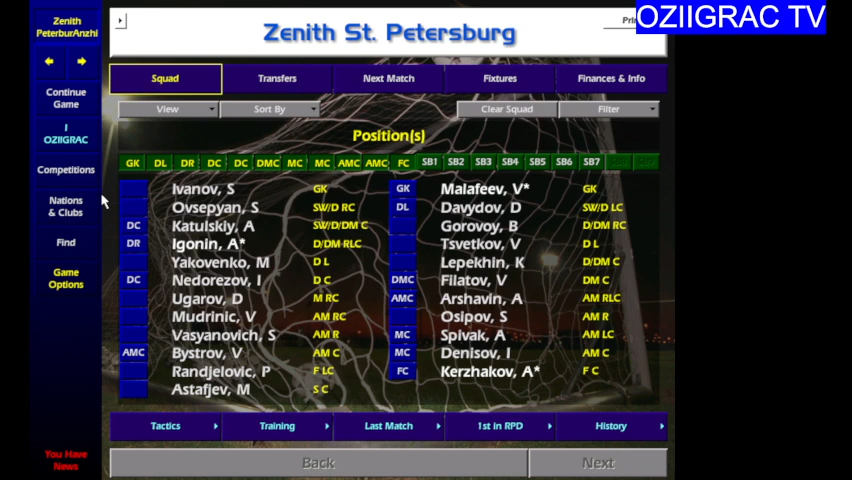 Zenith
PeterburAnzhi
Continue
Game
I
OZIIGRAC
Competitions
Nations
& Clubs
Find
Game
Options
You Have
News
Zenith St. Petersburg
OZIIGRAC TV
Squad Transfers Next Match Fixtures Finances & Info
View Sort By Clear Squad Filter
Position(s)
GK DL DR DC DC DMC MC MC AMC AMC FC SB1 SB2 SB3 SB4 SB5 SB6 SB7
Ivanov, S GK GK Malafeev, V* GK
Ovsepyan, S SW/D RC DL Davydov, D SW/D LC
DC Katulskiy, A SW/D/DM C Gorovoy, B D/DM RC
DR Igonin, A* D/DM RLC Tsvetkov, V D L
Yakovenko, M D L Lepekhin, K D/DM C
DC Nedorezov, I D C DMC Filatov, V DM C
Ugarov, D M RC AMC Arshavin, A AM RLC
Mudrinic, V AM RC Osipov, S AM R
Vasyanovich, S AM R MC Spivak, A AM LC
AMC Bystrov, V AM C MC Denisov, I AM C
Randjelovic, P F LC FC Kerzhakov, A* F C
Astafjev, M S C
Tactics Training Last Match 1st in RPD History
Back Next